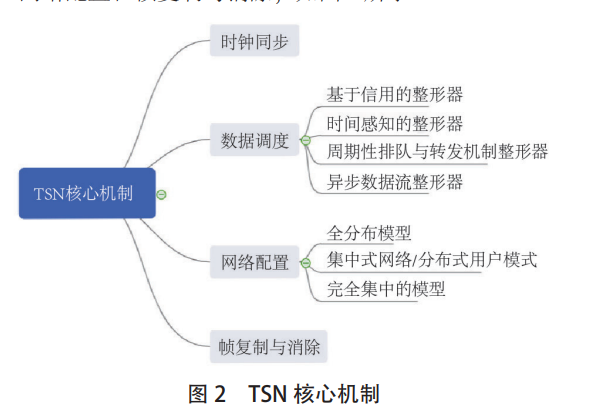 时钟同步
基于信用的整形器
时间感知的整形器
数据调度
周期性排队与转发机制整形器
异步数据流整形器
TSN核心机制
全分布模型
网络配置
集中式网络/分布式用户模式
完全集中的模型
帧复制与消除
图2 TSN核心机制